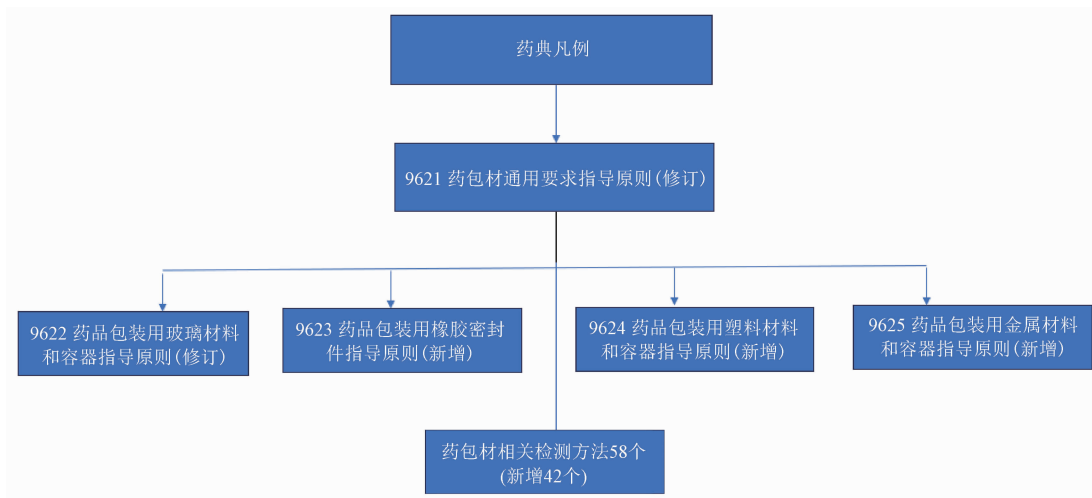 药典凡例
9621 药包材通用要求指导原则(修订)
9622 药品包装用玻璃材料
和容器指导原则(修订)
9623 药品包装用橡胶密封
件指导原则(新增)
9624 药品包装用塑料材料
和容器指导原则(新增)
9625 药品包装用金属材料
和容器指导原则(新增)
药包材相关检测方法58个
(新增42个)